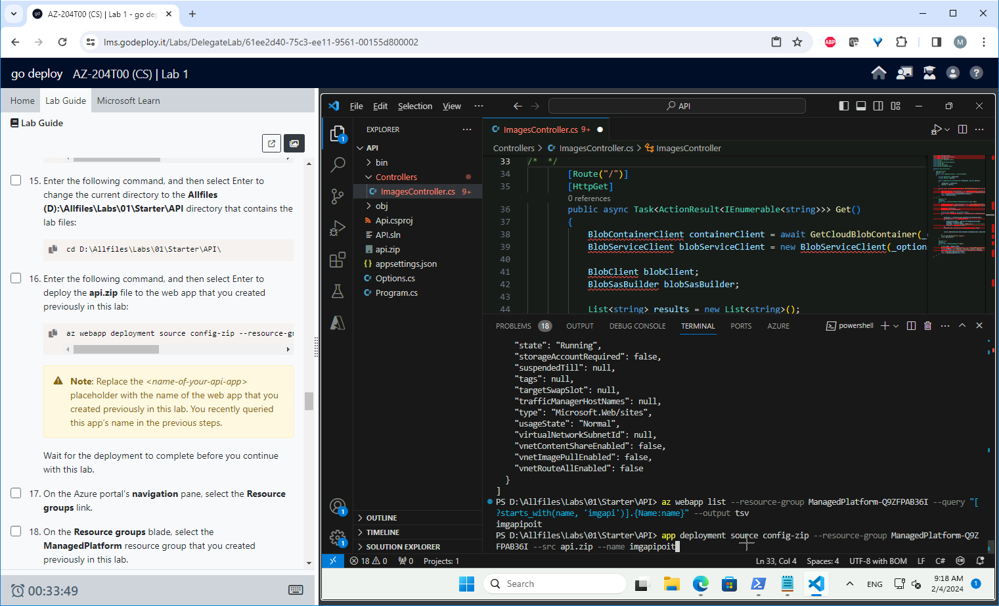 AZ-204T00 (CS) | Lab 1 - go dep
lms.godeploy.it/Labs/DelegateLab/61ee2d40-75c3-ee11-9561-00155d800002
ABP
M
go deploy AZ-204T00 (CS) | Lab 1
Home Lab Guide Microsoft Learn
Lab Guide
15. Enter the following command, and then select Enter to
change the current directory to the Allfiles
(D):\Allfiles\Labs\01\Starter\API directory that contains the
lab files:
cd D:\Allfiles\Labs\01\Starter\API\
16. Enter the following command, and then select Enter to
deploy the api.zip file to the web app that you created
previously in this lab:
az webapp deployment source config-zip --resource-gr
Note: Replace the <name-of-your-api-app>
placeholder with the name of the web app that you
created previously in this lab. You recently queried
this app's name in the previous steps.
Wait for the deployment to complete before you continue
with this lab.
17. On the Azure portal's navigation pane, select the Resource
groups link.
18. On the Resource groups blade, select the
ManagedPlatform resource group that you created
previously in this lab.
00:33:49
File Edit Selection View ··· API
EXPLORER
API
bin
Controllers
ImagesController.cs 9+
obj
Api.csproj
API.sln
api.zip
appsettings.json
Options.cs
Program.cs
OUTLINE
TIMELINE
SOLUTION EXPLORER
1
1
1
ImagesController.cs 9+
Controllers > ImagesController.cs > ImagesController
33 /* */
34 [Route("/")]
35 [HttpGet]
0 references
36 public async Task<ActionResult<IEnumerable<string>>> Get()
37 {
38 BlobContainerClient containerClient = await GetCloudBlobContainer(_
39 BlobServiceClient blobServiceClient = new BlobServiceClient(_option
40
41 BlobClient blobClient;
42 BlobSasBuilder blobSasBuilder;
43
44 List<string> results = new List<string>();
PROBLEMS 18 OUTPUT DEBUG CONSOLE TERMINAL PORTS AZURE powershell
"state": "Running",
"storageAccountRequired": false,
"suspendedTill": null,
"tags": null,
"targetSwapSlot": null,
"trafficManagerHostNames": null,
"type": "Microsoft.Web/sites",
"usageState": "Normal",
"virtualNetworkSubnetId": null,
"vnetContentShareEnabled": false,
"vnetImagePullEnabled": false,
"vnetRouteAllEnabled": false
}
]
PS D:\Allfiles\Labs\01\Starter\API> az webapp list --resource-group ManagedPlatform-Q9ZFPAB36I --query "[
?starts_with(name, 'imgapi')].{Name:name}" --output tsv
imgapipoit
PS D:\Allfiles\Labs\01\Starter\API> app deployment source config-zip --resource-group ManagedPlatform-Q9Z
FPAB36I --src api.zip --name imgapipoit
18 0 0 Projects: 1 Ln 33, Col 4 Spaces: 4 UTF-8 with BOM LF C#
Search ENG 9:18 AM
2/4/2024
1